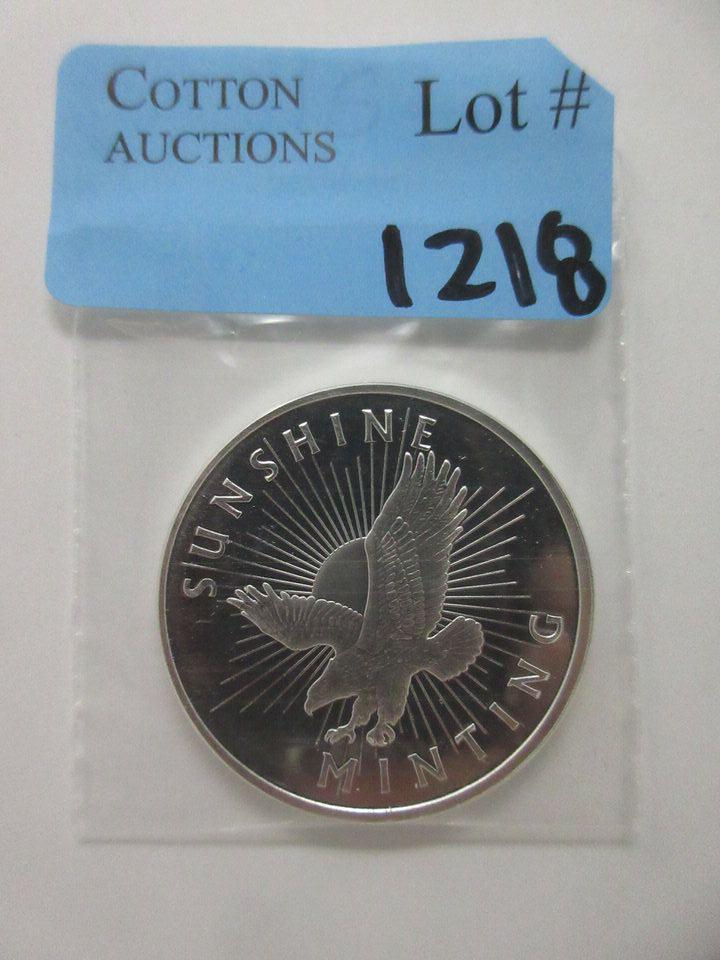 COTTON
AUCTIONS
Lot #
1218
SUNSHINE
MINTING